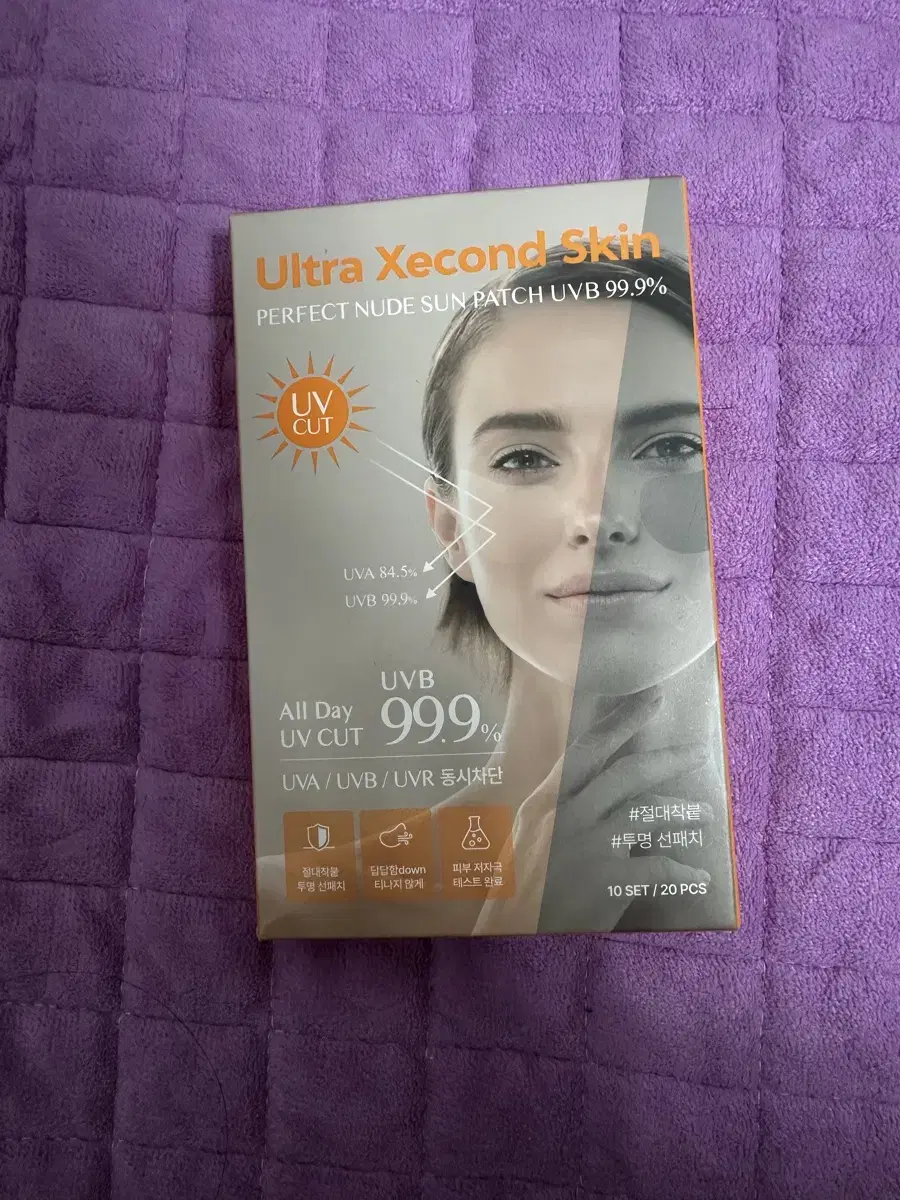 Ultra Xecond Skin
PERFECT NUDE SUN PATCH UVB 99.9%
UV
CUT
UVA 84.5%
UVB 99.9%
All Day
UV CUT
UVB
99.9%
UVA / UVB / UVR 동시차단
절대착붙
투명 선패치
답답함down
티나지 않게
피부 저자극
테스트 완료
#절대착붙
#투명 선패치
10 SET / 20 PCS